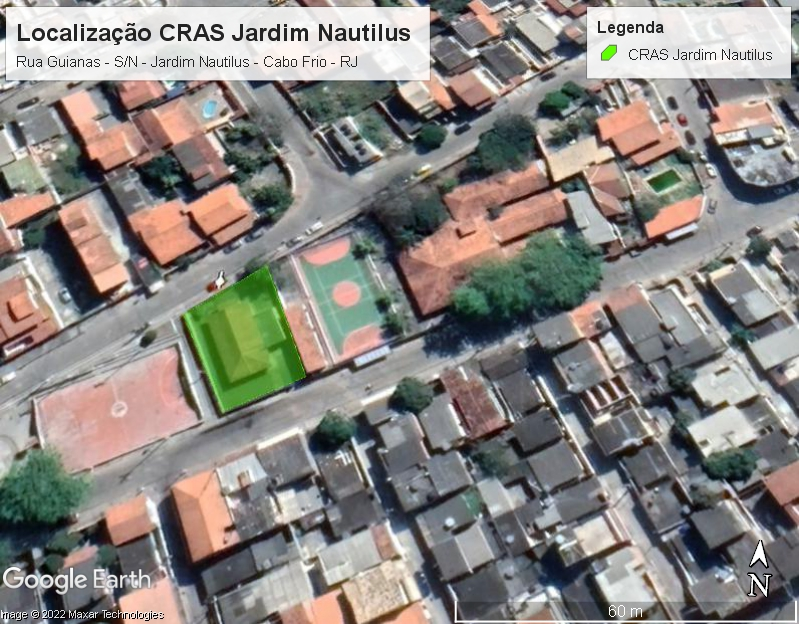 Localização CRAS Jardim Nautilus
Rua Guianas - S/N - Jardim Nautilus - Cabo Frio - RJ
Legenda
CRAS Jardim Nautilus
Google Earth
Image © 2022 Maxar Technologies
60 m
N